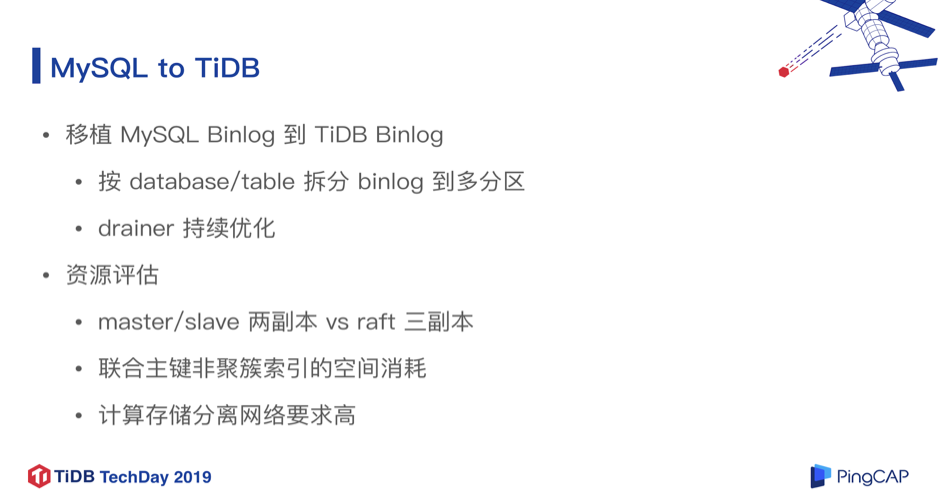 MySQL to TiDB
• 移植 MySQL Binlog 到 TiDB Binlog
• 按 database/table 拆分 binlog 到多分区
• drainer 持续优化
• 资源评估
• master/slave 两副本 vs raft 三副本
• 联合主键非聚簇索引的空间消耗
• 计算存储分离网络要求高
TiDB TechDay 2019
PingCAP